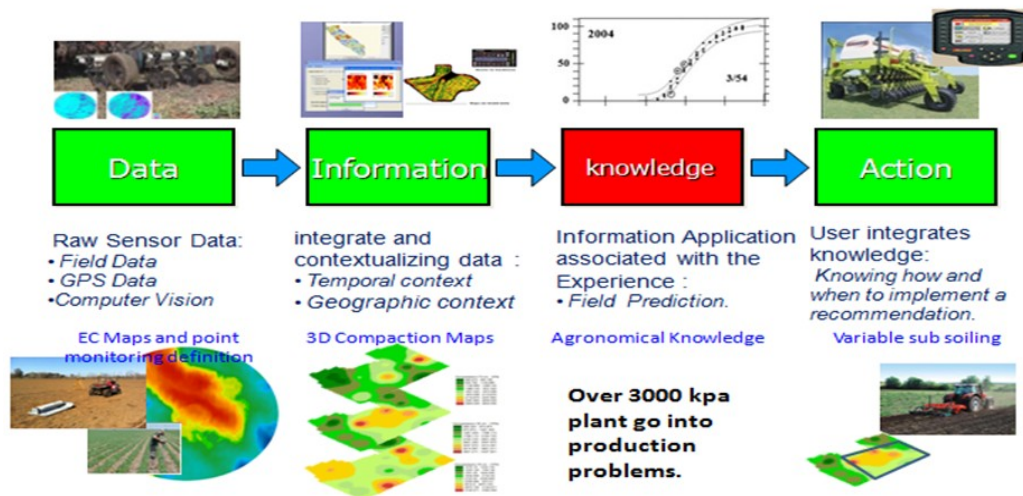 2004
100
50
0
3/54
Data
Information
knowledge
Action
Raw Sensor Data:
• Field Data
• GPS Data
•Computer Vision
integrate and
contextualizing data :
• Temporal context
• Geographic context
Information Application
associated with the
Experience :
• Field Prediction.
User integrates
knowledge:
Knowing how and
when to implement a
recommendation.
EC Maps and point
monitoring definition
3D Compaction Maps
Agronomical Knowledge
Variable sub soiling
Over 3000 kpa
plant go into
production
problems.